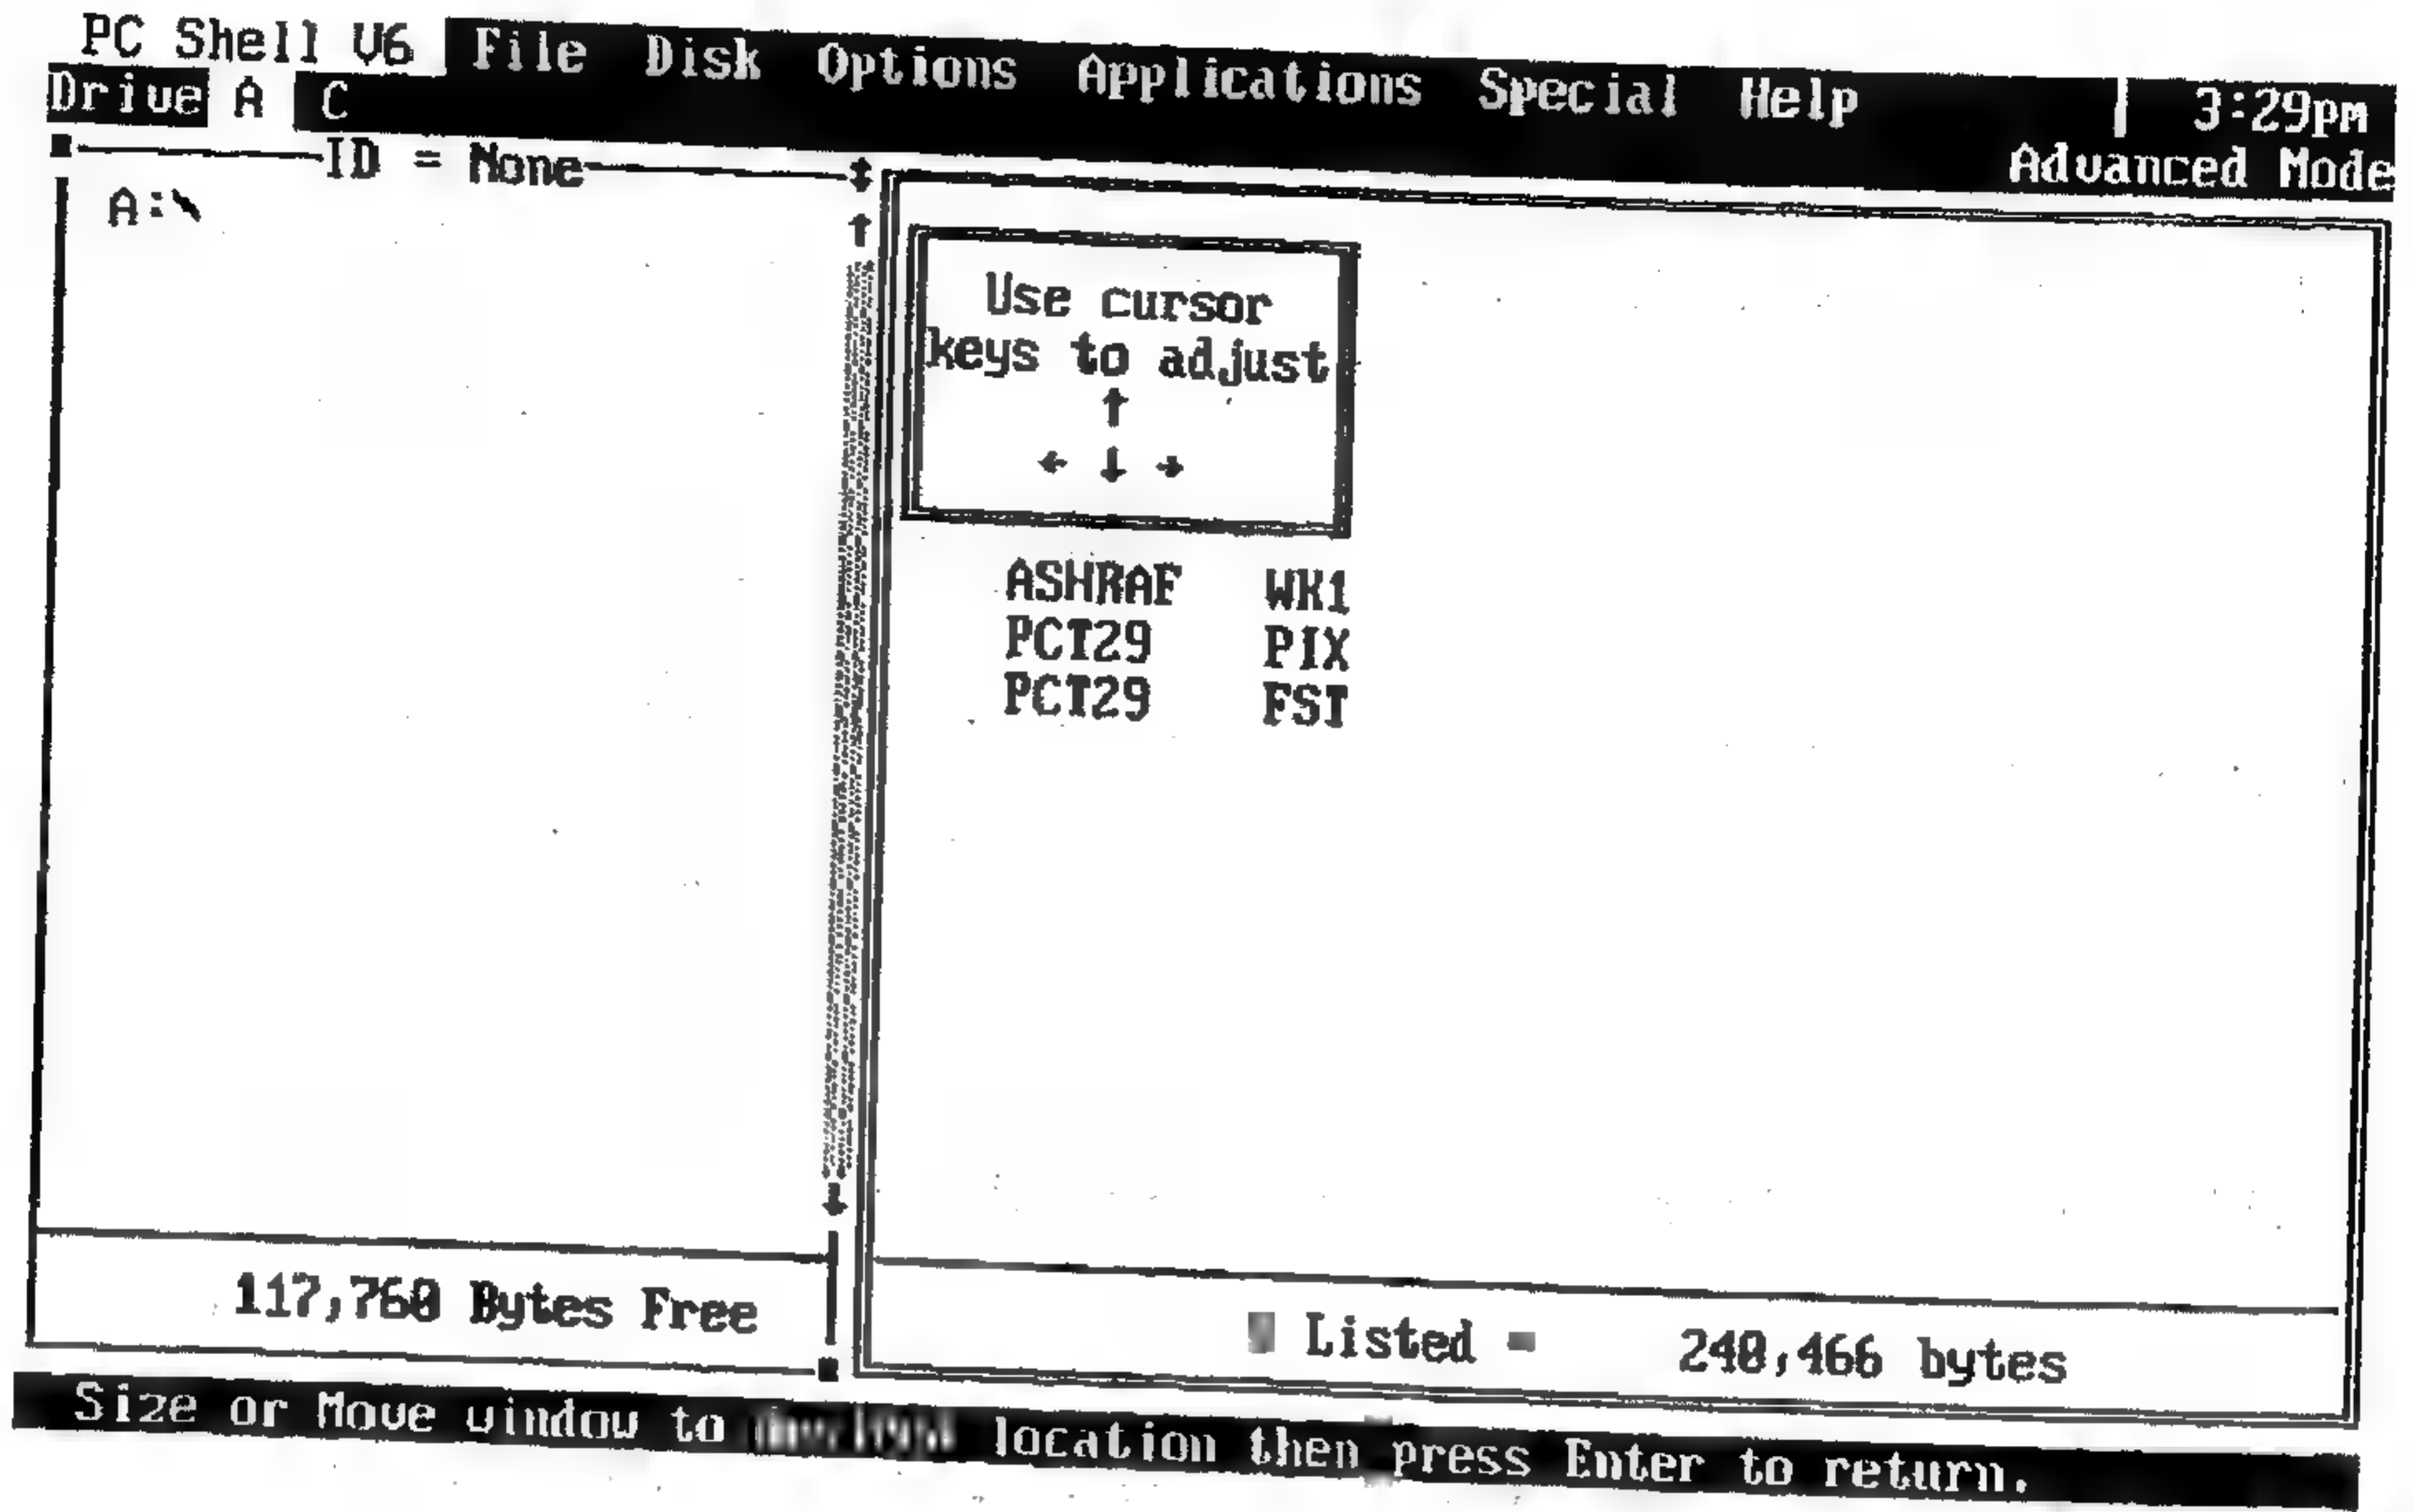 PC Shell V6 File Disk Options Applications Special Help 3:29pm
Drive A C Advanced Mode
ID = None
A:\
Use cursor
keys to adjust
↑
← ↓ →
ASHRAF WK1
PCT29 PIX
PCT29 FST
117,760 Bytes Free
Listed = 240,466 bytes
Size or Move window to location then press Enter to return.